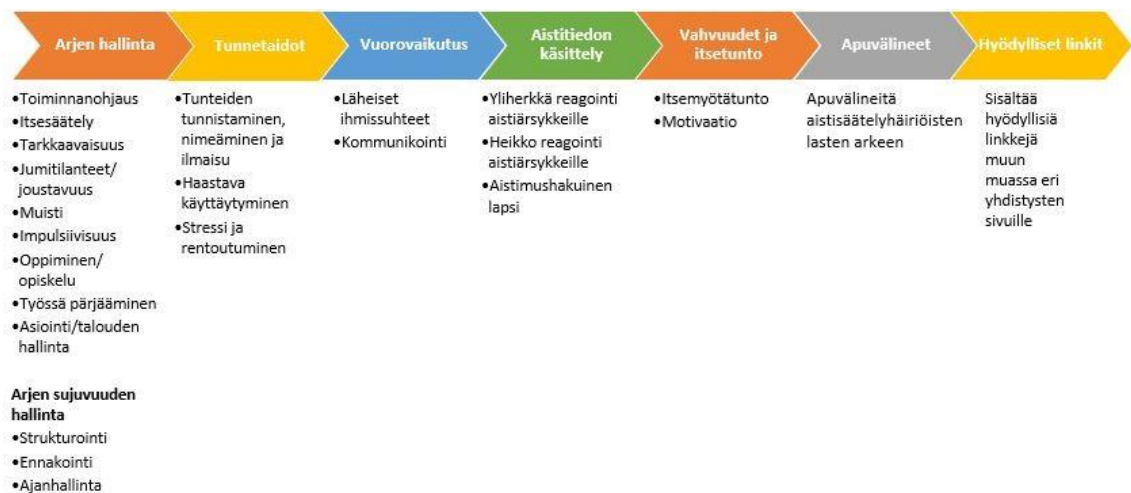 Arjen hallinta
•Toiminnanohjaus
•Itsesäätely
•Tarkkaavaisuus
•Jumitilanteet/
joustavuus
•Muisti
•Impulsiivisuus
•Oppiminen/
opiskelu
•Työssä pärjääminen
•Asiointi/talouden
hallinta
Arjen sujuvuuden
hallinta
•Strukturointi
•Ennakointi
•Ajanhallinta
Tunnetaidot
•Tunteiden
tunnistaminen,
nimeäminen ja
ilmaisu
•Haastava
käyttäytyminen
•Stressi ja
rentoutuminen
Vuorovaikutus
•Läheiset
ihmissuhteet
•Kommunikointi
Aistitiedon
käsittely
•Yliherkkä reagointi
aistiärsykkeille
•Heikko reagointi
aistiärsykkeille
•Aistimushakuinen
lapsi
Vahvuudet ja
itsetunto
•Itsemyötätunto
•Motivaatio
Apuvälineet
Apuvälineitä
aistisäätelyhäiriöisten
lasten arkeen
Hyödylliset linkit
Sisältää
hyödyllisiä
linkkejä
muun
muassa eri
yhdistysten
sivuille